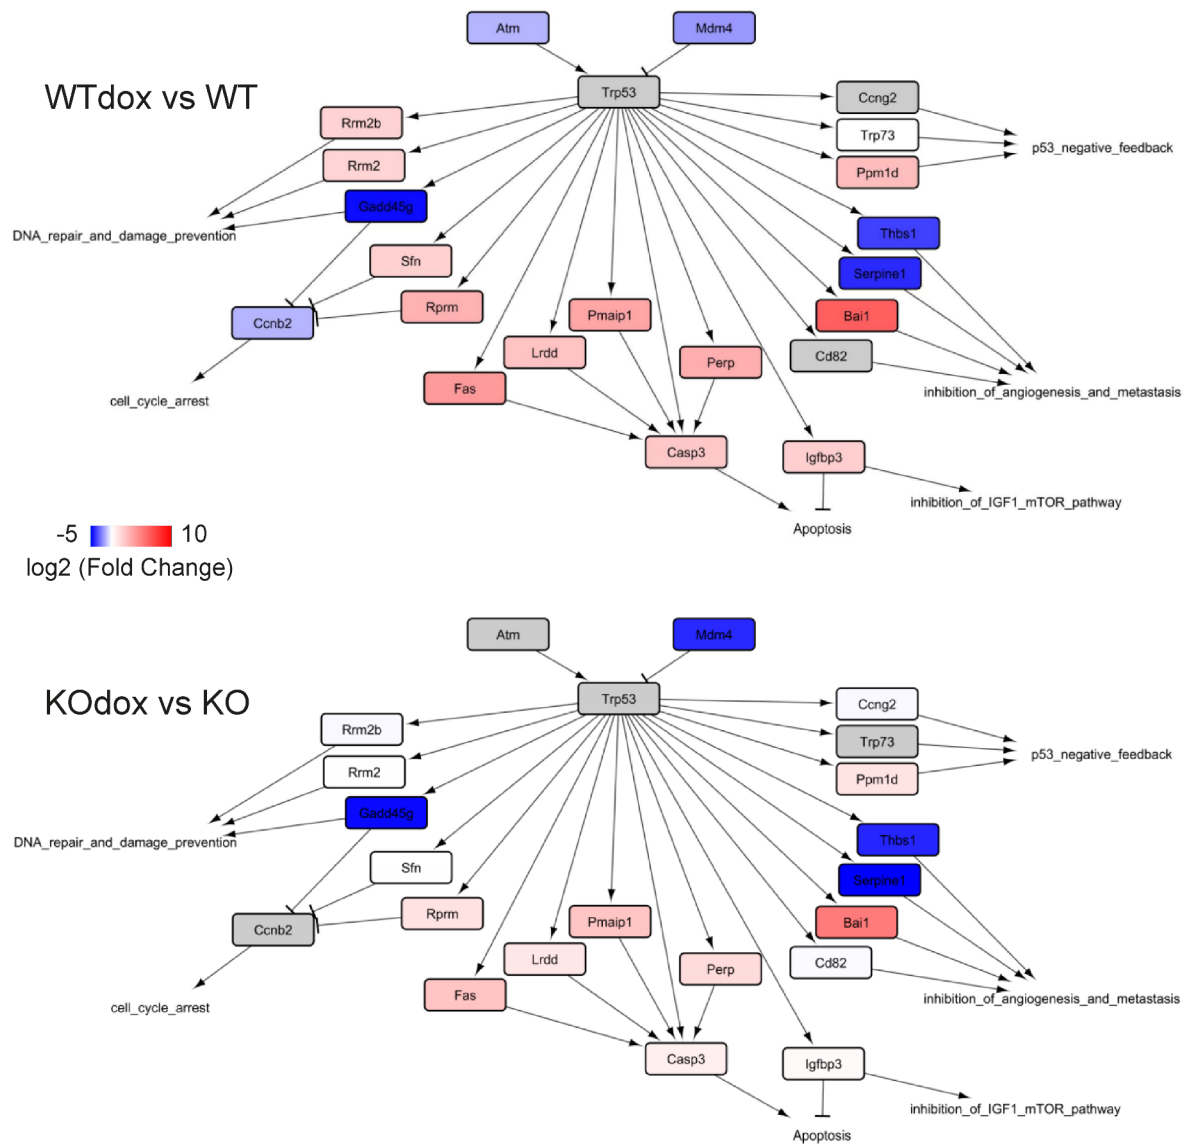 Atm
Mdm4
WTdox vs WT
Trp53
Ccng2
Rrm2b
Trp73
p53_negative_feedback
Rrm2
Ppm1d
Gadd45g
DNA_repair_and_damage_prevention
Thbs1
Sfn
Serpine1
Rprm
Pmaip1
Bai1
Ccnb2
Lrdd
Perp
Cd82
Fas
inhibition_of_angiogenesis_and_metastasis
cell_cycle_arrest
Casp3
Igfbp3
inhibition_of_IGF1_mTOR_pathway
Apoptosis
-5 10
log2 (Fold Change)
Atm
Mdm4
KOdox vs KO
Trp53
Ccng2
Rrm2b
Trp73
p53_negative_feedback
Rrm2
Ppm1d
Gadd45g
DNA_repair_and_damage_prevention
Thbs1
Sfn
Serpine1
Rprm
Pmaip1
Bai1
Ccnb2
Lrdd
Perp
Cd82
Fas
inhibition_of_angiogenesis_and_metastasis
cell_cycle_arrest
Casp3
Igfbp3
inhibition_of_IGF1_mTOR_pathway
Apoptosis